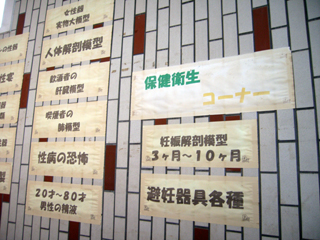 女性器
実物大模型
人体解剖模型
飲酒者の
肝臓模型
喫煙者の
肺模型
性病の恐怖
20才~80才
男性の精液
保健衛生
コーナー
妊娠解剖模型
3ヶ月~10ヶ月
避妊器具各種